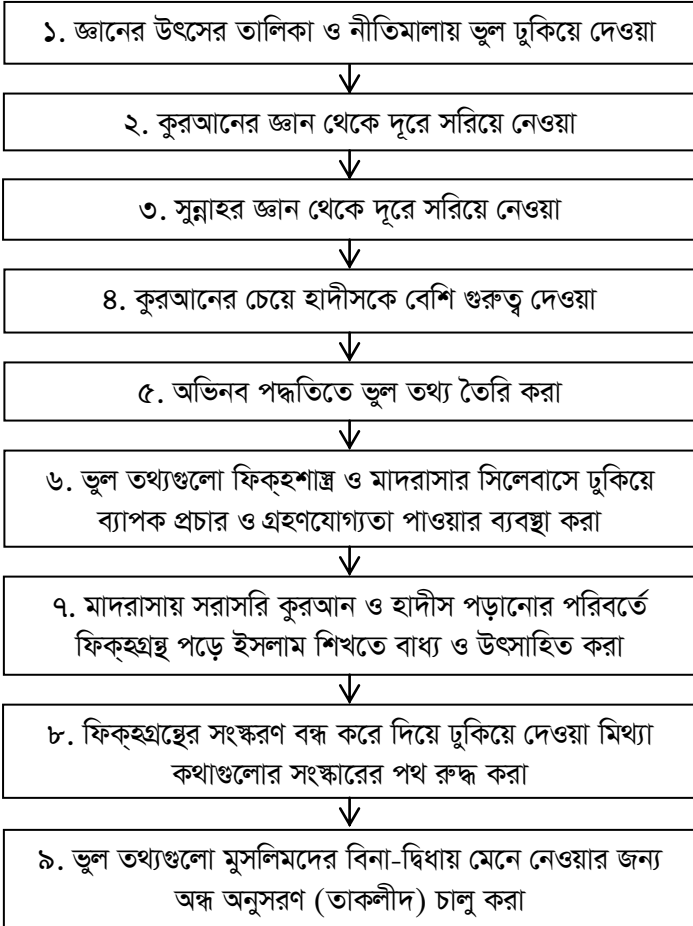 ১. জ্ঞানের উৎসের তালিকা ও নীতিমালায় ভুল ঢুকিয়ে দেওয়া
২. কুরআনের জ্ঞান থেকে দূরে সরিয়ে নেওয়া
৩. সুন্নাহর জ্ঞান থেকে দূরে সরিয়ে নেওয়া
৪. কুরআনের চেয়ে হাদীসকে বেশি গুরুত্ব দেওয়া
৫. অভিনব পদ্ধতিতে ভুল তথ্য তৈরি করা
৬. ভুল তথ্যগুলো ফিক্‌হশাস্ত্র ও মাদরাসার সিলেবাসে ঢুকিয়ে
ব্যাপক প্রচার ও গ্রহণযোগ্যতা পাওয়ার ব্যবস্থা করা
৭. মাদরাসায় সরাসরি কুরআন ও হাদীস পড়ানোর পরিবর্তে
ফিক্‌হগ্রন্থ পড়ে ইসলাম শিখতে বাধ্য ও উৎসাহিত করা
৮. ফিক্‌হগ্রন্থের সংস্করণ বন্ধ করে দিয়ে ঢুকিয়ে দেওয়া মিথ্যা
কথাগুলোর সংস্কারের পথ রুদ্ধ করা
৯. ভুল তথ্যগুলো মুসলিমদের বিনা-দ্বিধায় মেনে নেওয়ার জন্য
অন্ধ অনুসরণ (তাকলীদ) চালু করা